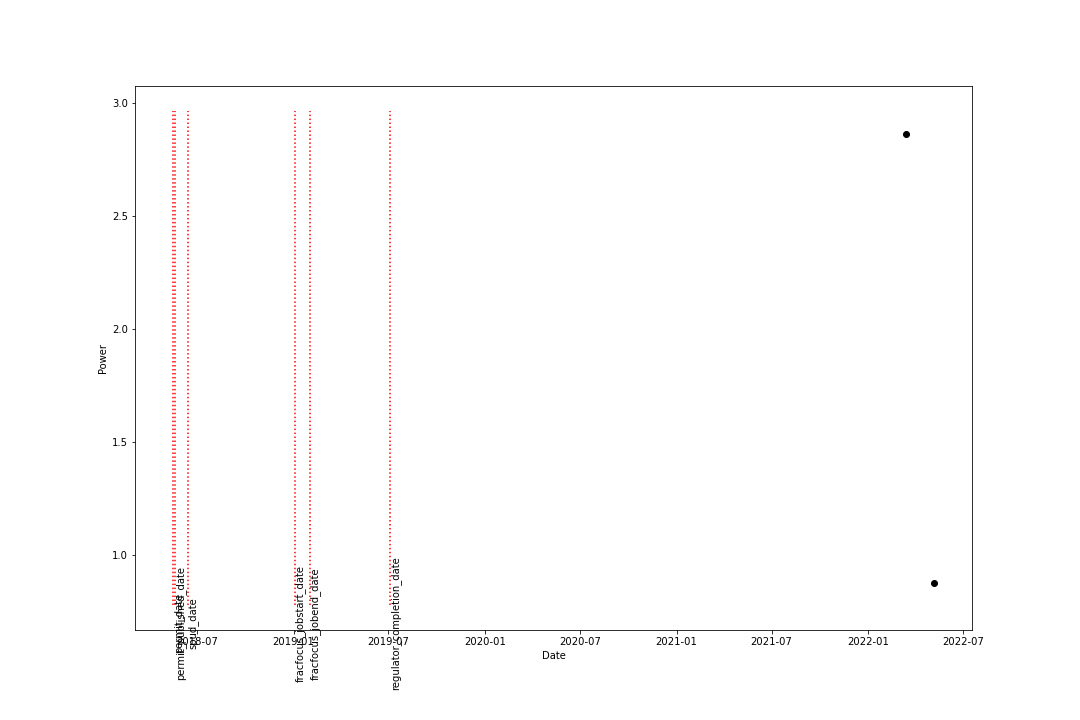 3.0
2.5
2.0
1.5
1.0
Power
permit_date
spud_date
fracfocus_jobstart_date
fracfocus_jobend_date
regulator_completion_date
2019-01
2019-07
2020-01
2020-07
2021-01
2021-07
2022-01
2022-07
Date